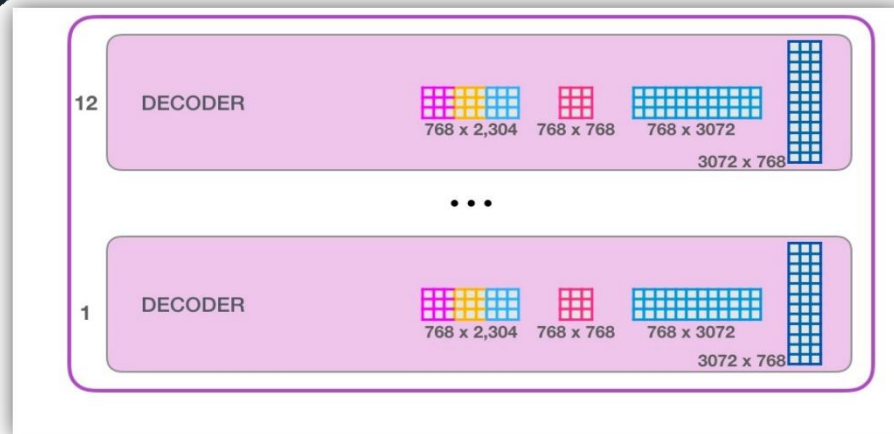 12
DECODER
768 x 2,304
768 x 768
768 x 3072
3072 x 768
...
1
DECODER
768 x 2,304
768 x 768
768 x 3072
3072 x 768